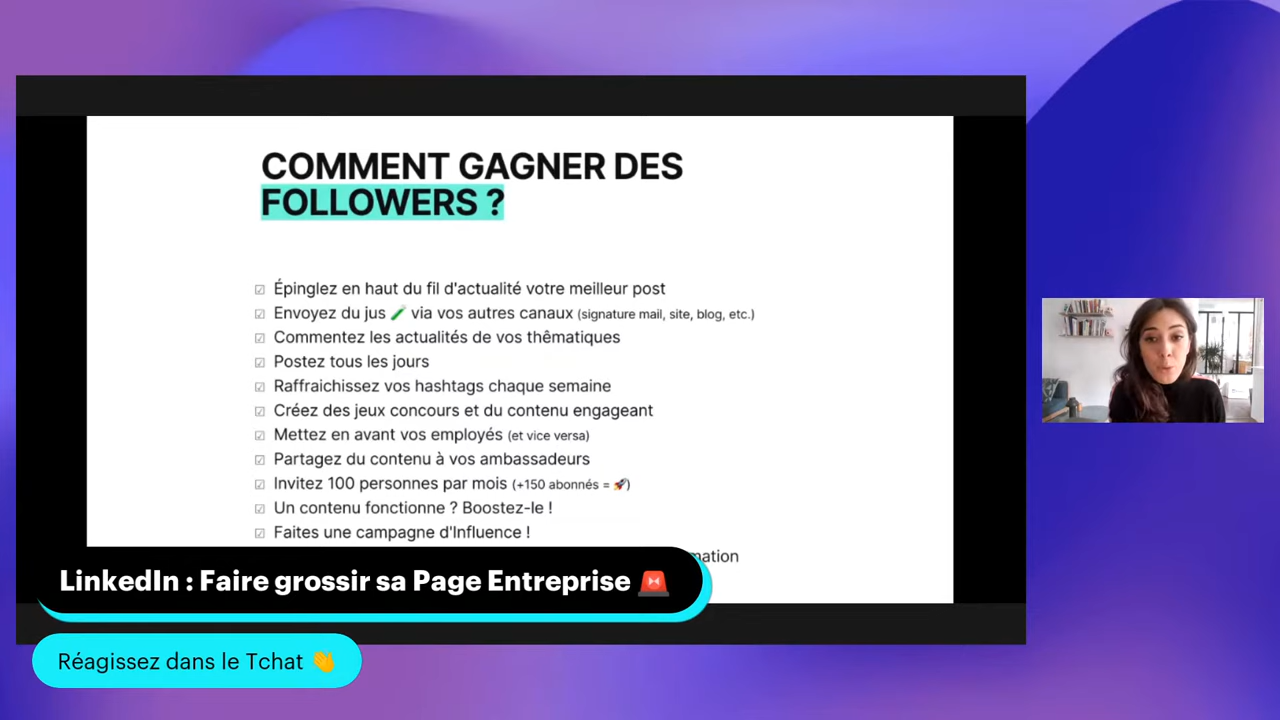 COMMENT GAGNER DES
FOLLOWERS ?
Épinglez en haut du fil d'actualité votre meilleur post
Envoyez du jus 🧪 via vos autres canaux (signature mail, site, blog, etc.)
Commentez les actualités de vos thêmatiques
Postez tous les jours
Raffraichissez vos hashtags chaque semaine
Créez des jeux concours et du contenu engageant
Mettez en avant vos employés (et vice versa)
Partagez du contenu à vos ambassadeurs
Invitez 100 personnes par mois (+150 abonnés = 🚀)
Un contenu fonctionne ? Boostez-le !
Faites une campagne d'Influence !
LinkedIn : Faire grossir sa Page Entreprise 🚨
Réagissez dans le Tchat 👏